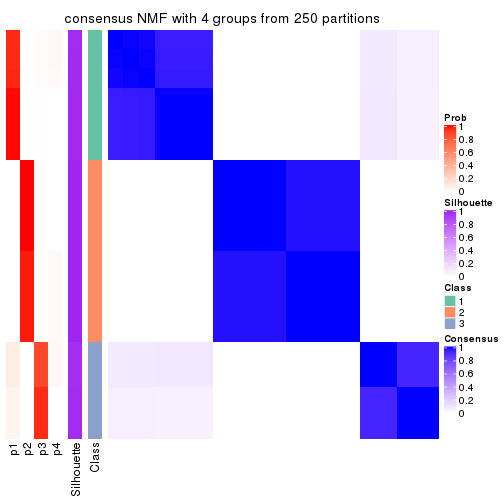 consensus NMF with 4 groups from 250 partitions
Prob
1
0.8
0.6
0.4
0.2
0
Silhouette
1
0.8
0.6
0.4
0.2
0
Class
1
2
3
Consensus
1
0.8
0.6
0.4
0.2
0
p1
p2
p3
p4
Silhouette
Class